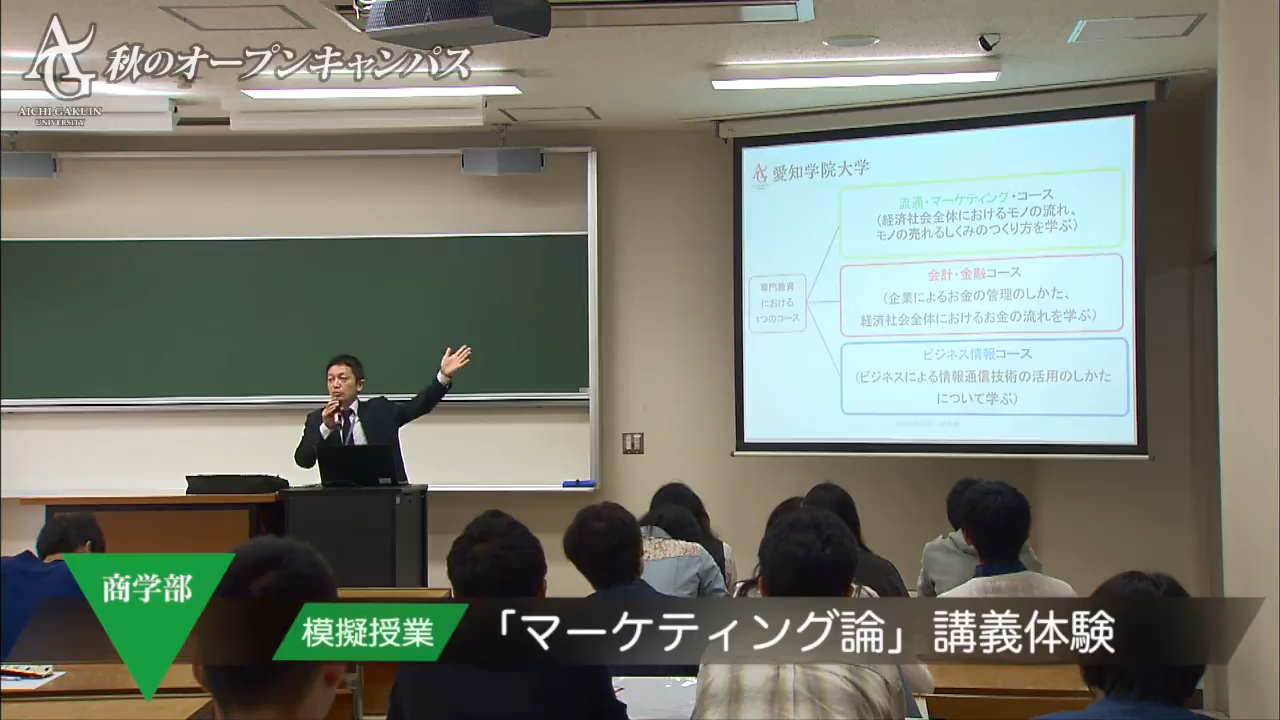 秋のオープンキャンパス
AICHI GAKUIN
UNIVERSITY
愛知学院大学
流通・マーケティング・コース
（経済社会全体におけるモノの流れ、
モノの売れるしくみのつくり方を学ぶ）
専門教育
における
3つのコース
会計・金融コース
（企業によるお金の管理のしかた、
経済社会全体におけるお金の流れを学ぶ）
ビジネス情報コース
（ビジネスによる情報通信技術の活用のしかた
について学ぶ）
商学部
模擬授業
「マーケティング論」講義体験